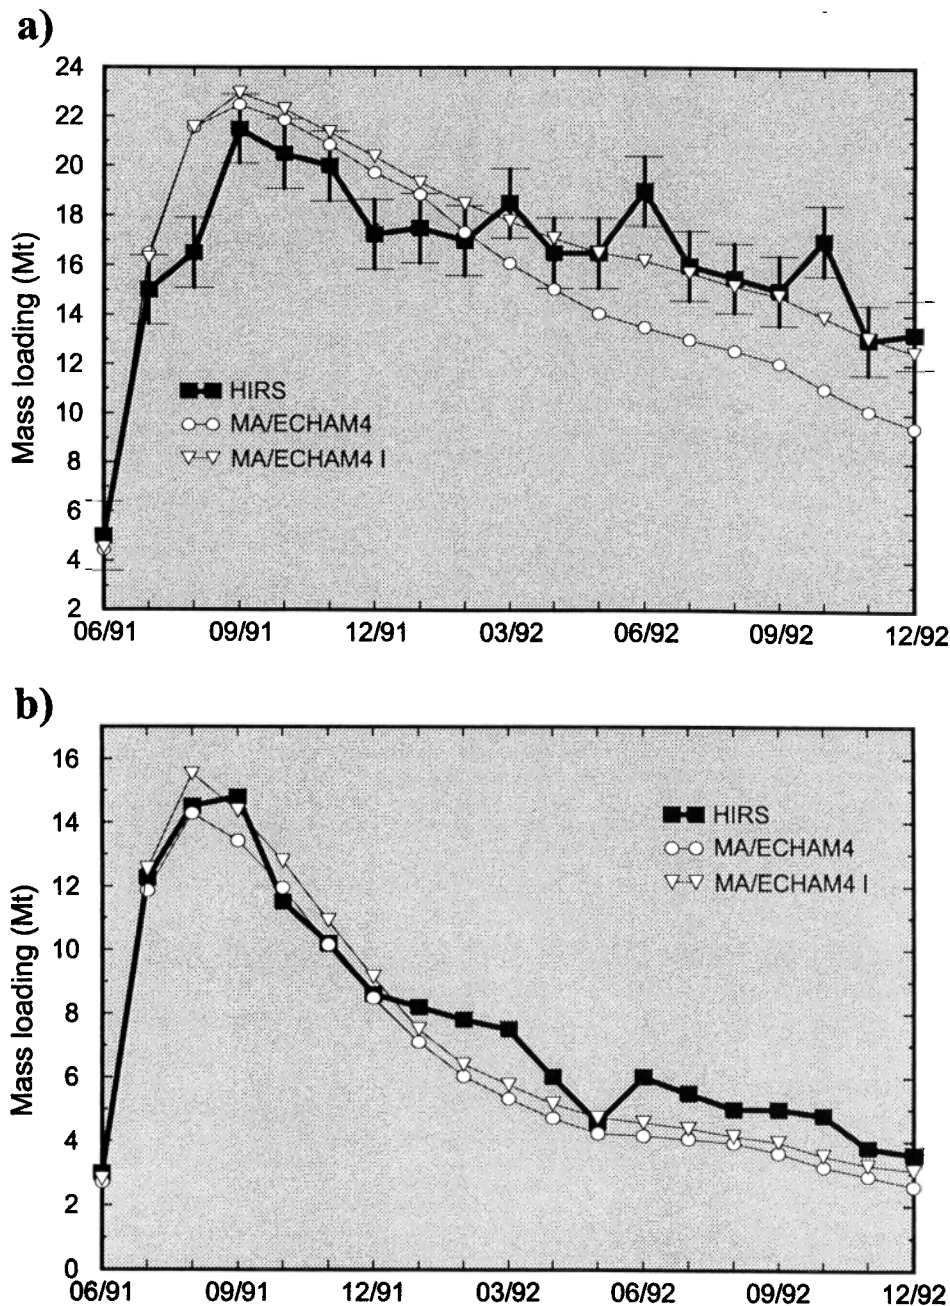 a)
24
22
20
18
16
14
12
10
8
6
4
2
Mass loading (Mt)
HIRS
MA/ECHAM4
MA/ECHAM4 I
06/91 09/91 12/91 03/92 06/92 09/92 12/92
b)
16
14
12
10
8
6
4
2
0
Mass loading (Mt)
HIRS
MA/ECHAM4
MA/ECHAM4 I
06/91 09/91 12/91 03/92 06/92 09/92 12/92